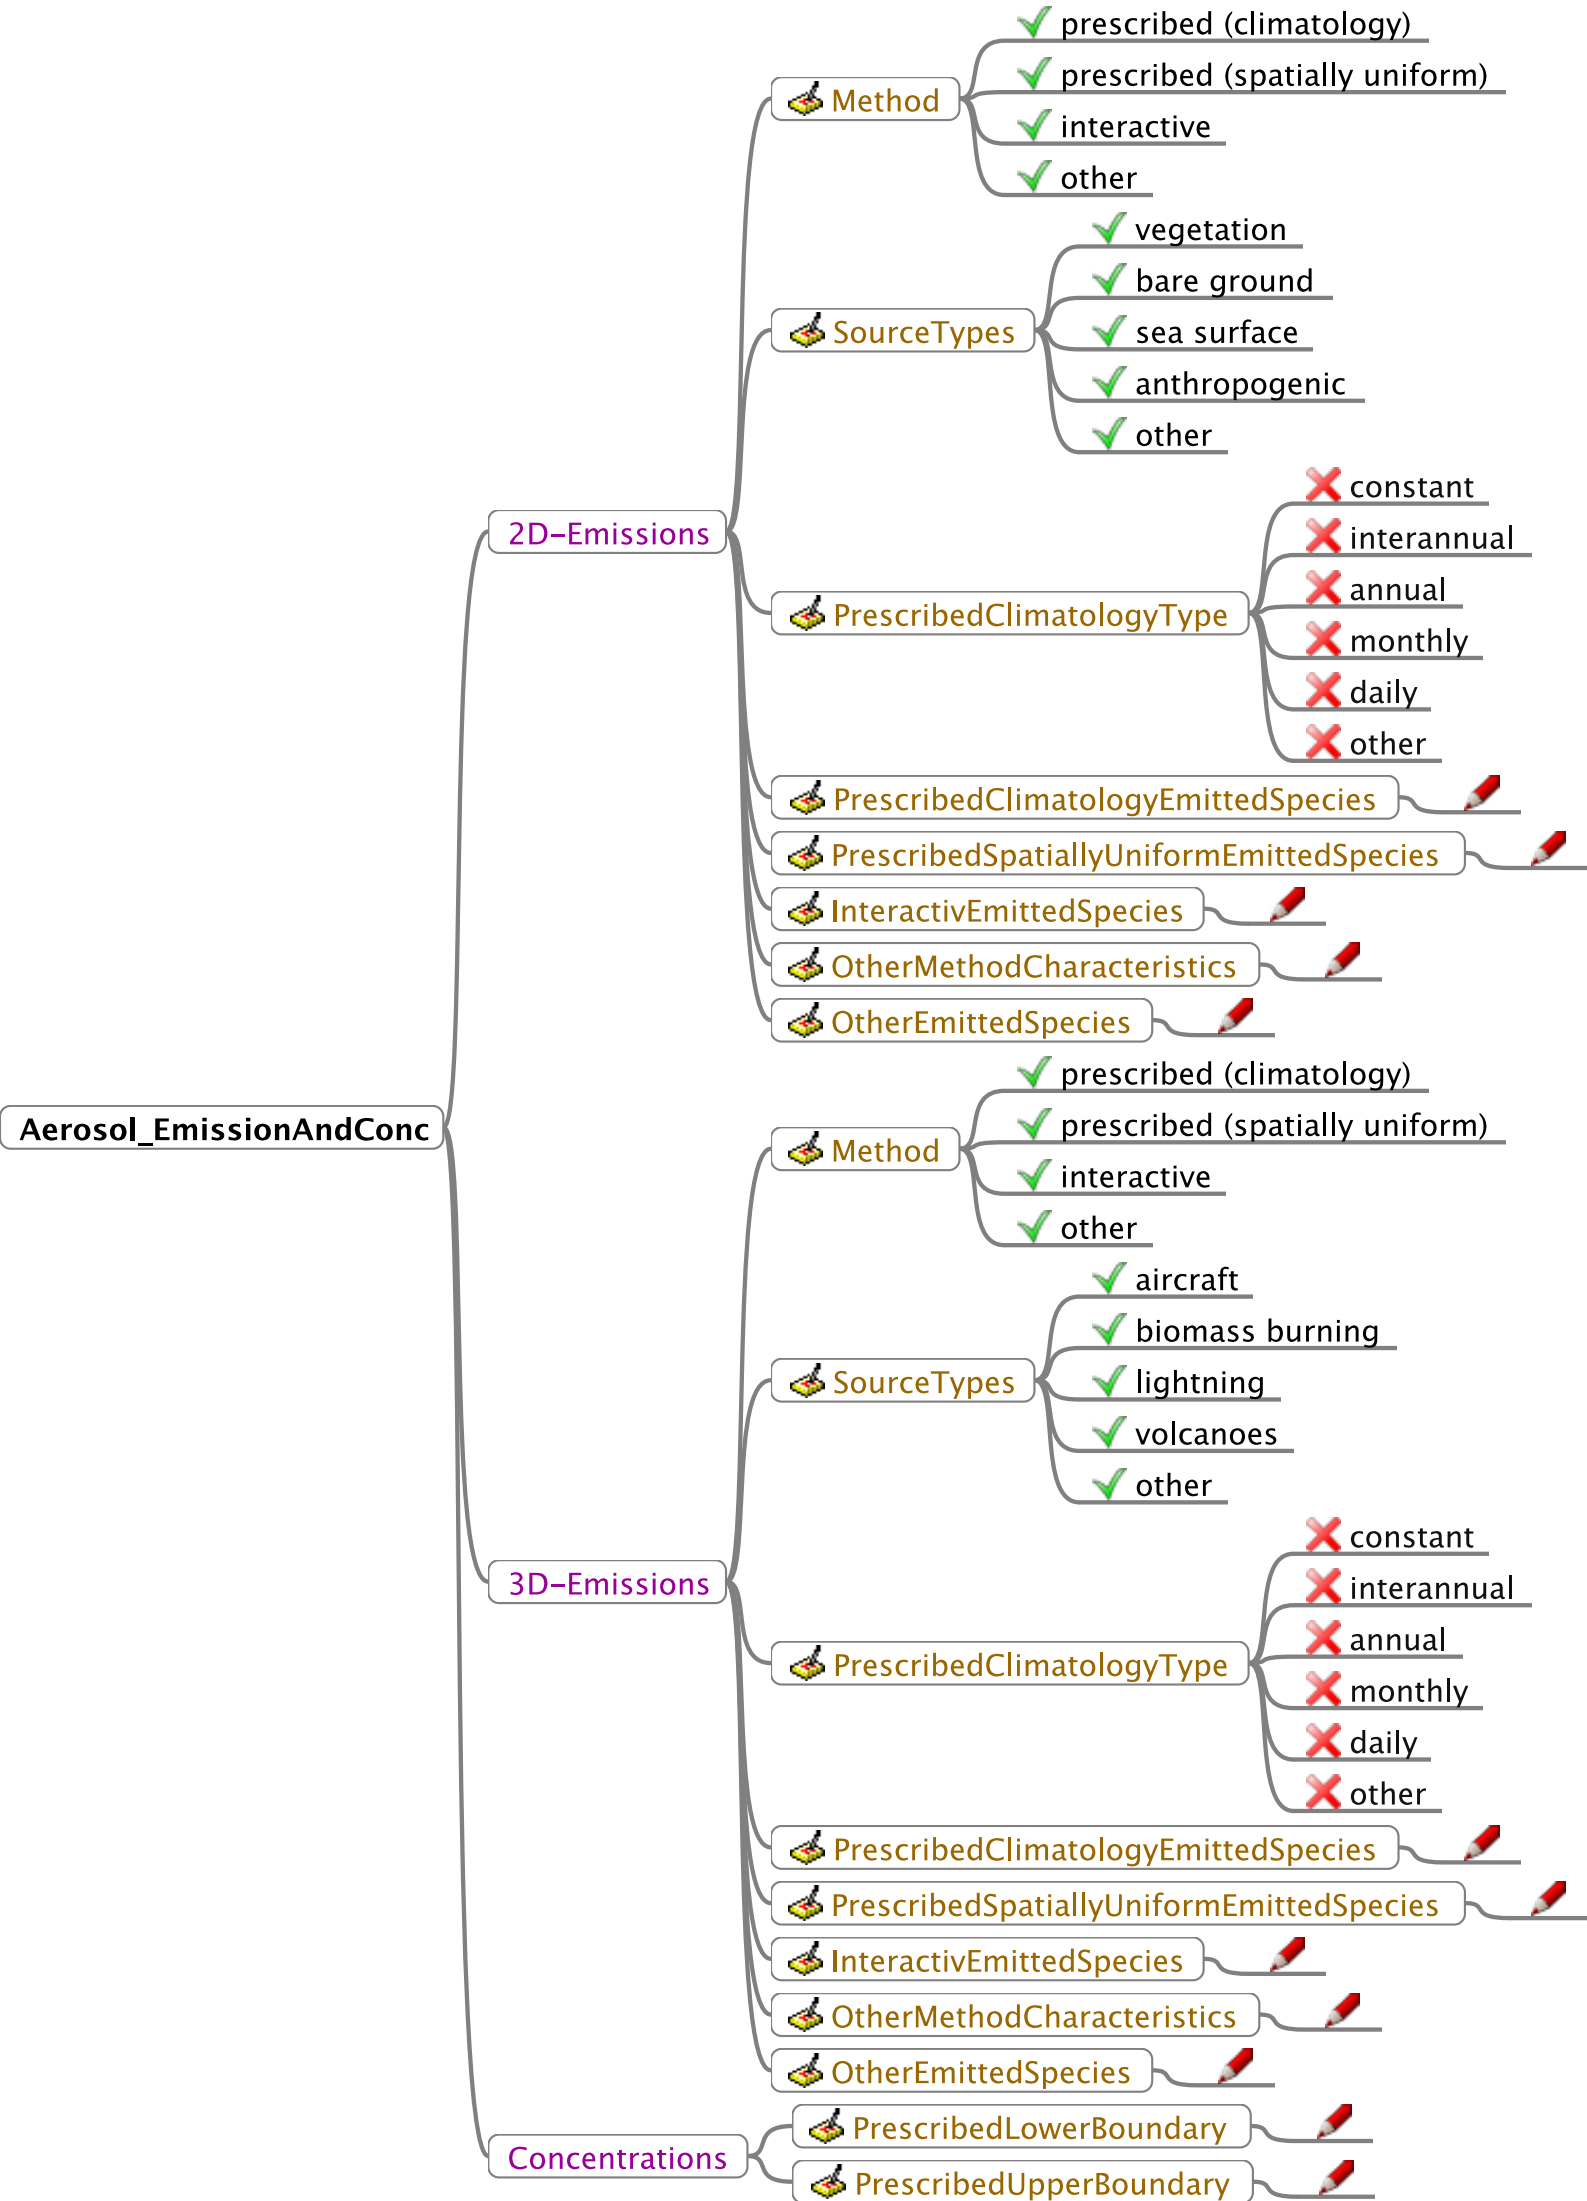 prescribed (climatology)
prescribed (spatially uniform)
Method
interactive
other
vegetation
bare ground
SourceTypes
sea surface
anthropogenic
other
constant
2D-Emissions
interannual
annual
PrescribedClimatologyType
monthly
daily
other
PrescribedClimatologyEmittedSpecies
PrescribedSpatiallyUniformEmittedSpecies
InteractivEmittedSpecies
OtherMethodCharacteristics
OtherEmittedSpecies
prescribed (climatology)
Aerosol_EmissionAndConc
prescribed (spatially uniform)
Method
interactive
other
aircraft
biomass burning
SourceTypes
lightning
volcanoes
other
constant
3D-Emissions
interannual
annual
PrescribedClimatologyType
monthly
daily
other
PrescribedClimatologyEmittedSpecies
PrescribedSpatiallyUniformEmittedSpecies
InteractivEmittedSpecies
OtherMethodCharacteristics
OtherEmittedSpecies
PrescribedLowerBoundary
Concentrations
PrescribedUpperBoundary